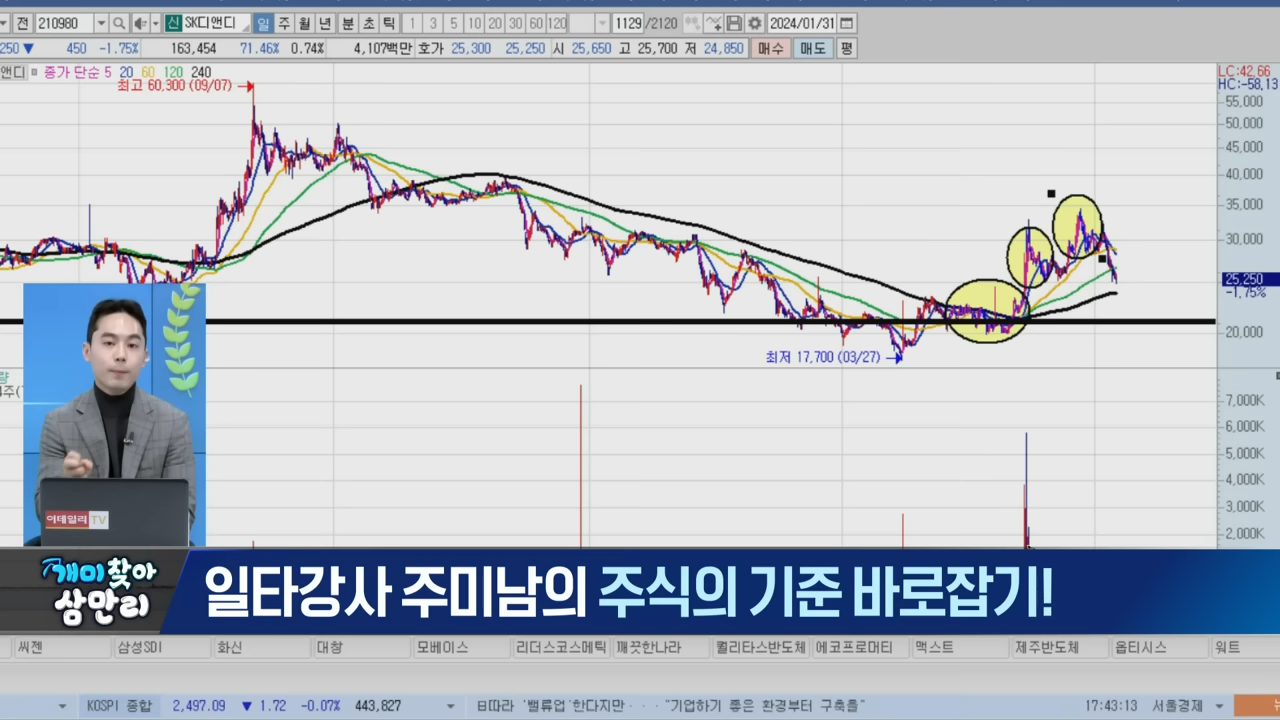 전 210980 신 SK디앤디 일 주 월 년 분 초 틱 1 3 5 10 20 30 60 120 1129 /2120 2024/01/31
250 ▼ 450 -1.75% 163,454 71.46% 0.74% 4,107백만 호가 25,300 25,250 시 25,650 고 25,700 저 24,850 매수 매도 평
앤디 종가 단순 5 20 60 120 240
LC:42,66
최고 60,300 (09/07)
HC:-58,13
55,000
50,000
45,000
40,000
35,000
30,000
25,250
-1,75%
20,000
최저 17,700 (03/27)
량
주(
7,000K
6,000K
5,000K
4,000K
3,000K
2,000K
이데일리 TV
개미찾아
삼만리
일타강사 주미남의 주식의 기준 바로잡기!
씨젠 삼성SDI 화신 대창 모베이스 리더스코스메틱 깨끗한나라 퀄리타스반도체 에코프로머티 맥스트 제주반도체 옵티시스 워트
KOSPI 종합 2,497.09 ▼ 1.72 -0.07% 443,827 日따라 '밸류업'한다지만··· "기업하기 좋은 환경부터 구축을" 17:43:13 서울경제